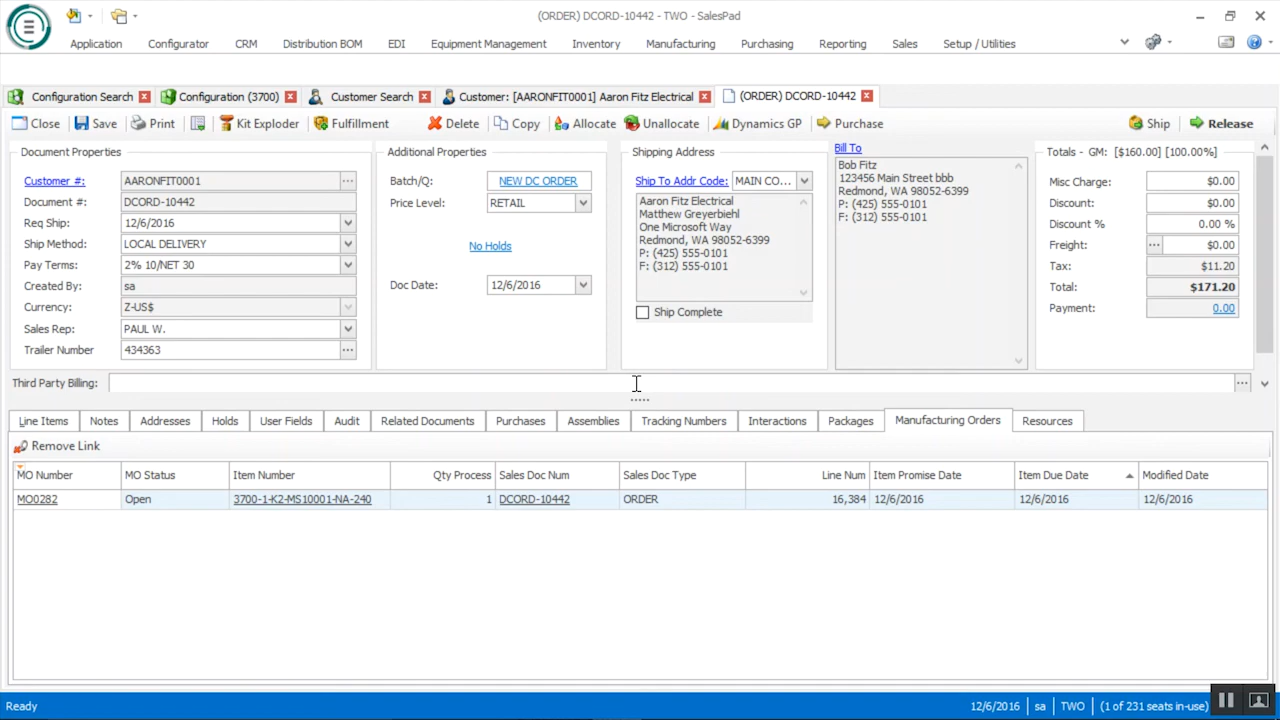 (ORDER) DCORD-10442 - TWO - SalesPad
Application Configurator CRM Distribution BOM EDI Equipment Management Inventory Manufacturing Purchasing Reporting Sales Setup / Utilities
Configuration Search Configuration (3700) Customer Search Customer: [AARONFIT0001] Aaron Fitz Electrical (ORDER) DCORD-10442
Close Save Print Kit Exploder Fulfillment Delete Copy Allocate Unallocate Dynamics GP Purchase Ship Release
Document Properties
Customer #: AARONFIT0001
Document #: DCORD-10442
Req Ship: 12/6/2016
Ship Method: LOCAL DELIVERY
Pay Terms: 2% 10/NET 30
Created By: sa
Currency: Z-US$
Sales Rep: PAUL W.
Trailer Number 434363
Additional Properties
Batch/Q: NEW DC ORDER
Price Level: RETAIL
No Holds
Doc Date: 12/6/2016
Shipping Address
Ship To Addr Code: MAIN CO...
Aaron Fitz Electrical
Matthew Greyerbiehl
One Microsoft Way
Redmond, WA 98052-6399
P: (425) 555-0101
F: (312) 555-0101
Ship Complete
Bill To
Bob Fitz
123456 Main Street bbb
Redmond, WA 98052-6399
P: (425) 555-0101
F: (312) 555-0101
Totals - GM: [$160.00] [100.00%]
Misc Charge: $0.00
Discount: $0.00
Discount % 0.00 %
Freight: $0.00
Tax: $11.20
Total: $171.20
Payment: 0.00
Third Party Billing:
Line Items Notes Addresses Holds User Fields Audit Related Documents Purchases Assemblies Tracking Numbers Interactions Packages Manufacturing Orders Resources
Remove Link
MO Number MO Status Item Number Qty Process Sales Doc Num Sales Doc Type Line Num Item Promise Date Item Due Date Modified Date
MO0282 Open 3700-1-K2-MS10001-NA-240 1 DCORD-10442 ORDER 16,384 12/6/2016 12/6/2016 12/6/2016
Ready 12/6/2016 sa TWO (1 of 231 seats in-use)